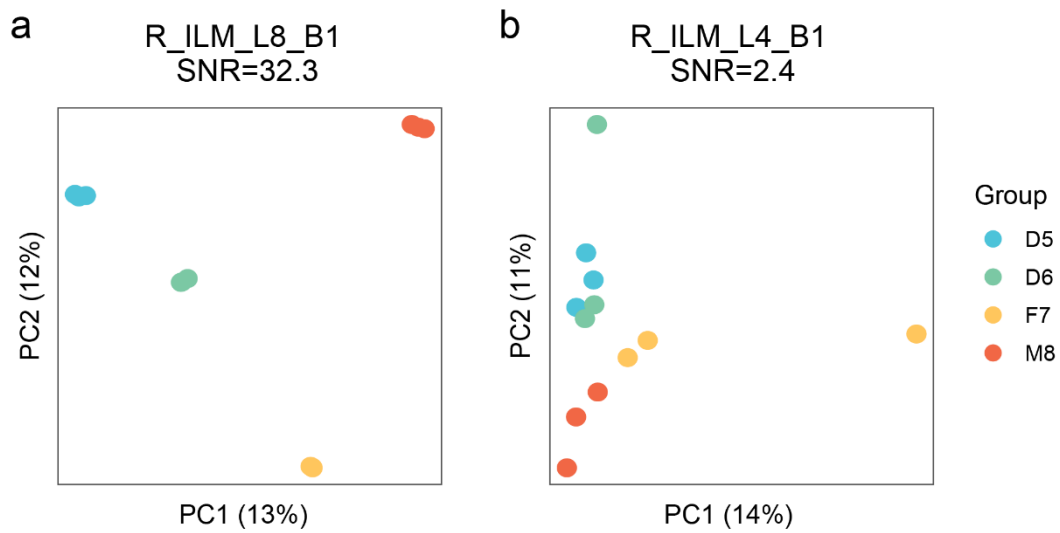 a
R_ILM_L8_B1
SNR=32.3
PC2 (12%)
PC1 (13%)
b
R_ILM_L4_B1
SNR=2.4
PC2 (11%)
PC1 (14%)
Group
D5
D6
F7
M8